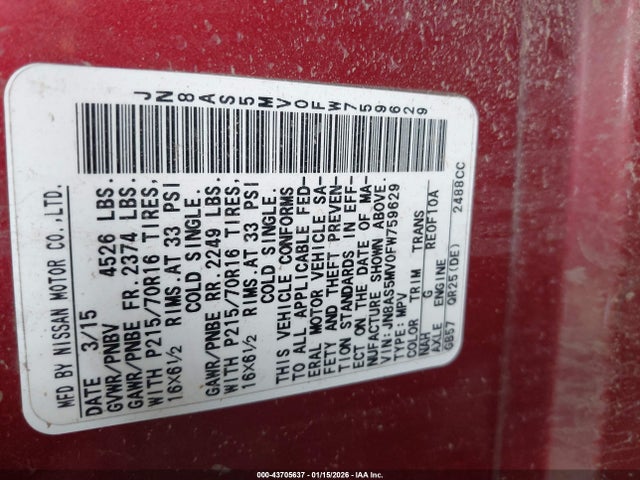 JN8AS5MV0FW759629
MFD BY NISSAN MOTOR CO.,LTD.
DATE 3/15
GVWR/PNBV 4526 LBS.
GAWR/PNBE FR. 2374 LBS.
WITH P215/70R16 TIRES,
16X6½ RIMS AT 33 PSI
COLD SINGLE.
GAWR/PNBE RR. 2249 LBS.
WITH P215/70R16 TIRES,
16X6½ RIMS.AT 33 PSI
COLD SINGLE.
THIS VEHICLE CONFORMS
TO ALL APPLICABLE FED-
ERAL MOTOR VEHICLE SA-
FETY AND THEFT PREVEN-
TION STANDARDS IN EFF-
ECT ON THE DATE OF MA-
NUFACTURE SHOWN ABOVE.
VIN:JN8AS5MV0FW759629
TYPE:MPV
COLOR TRIM TRANS
NAH G RE0F10A
AXLE ENGINE
GB57 QR25(DE) 2488CC
000-43705637 - 01/15/2026 - IAA Inc.